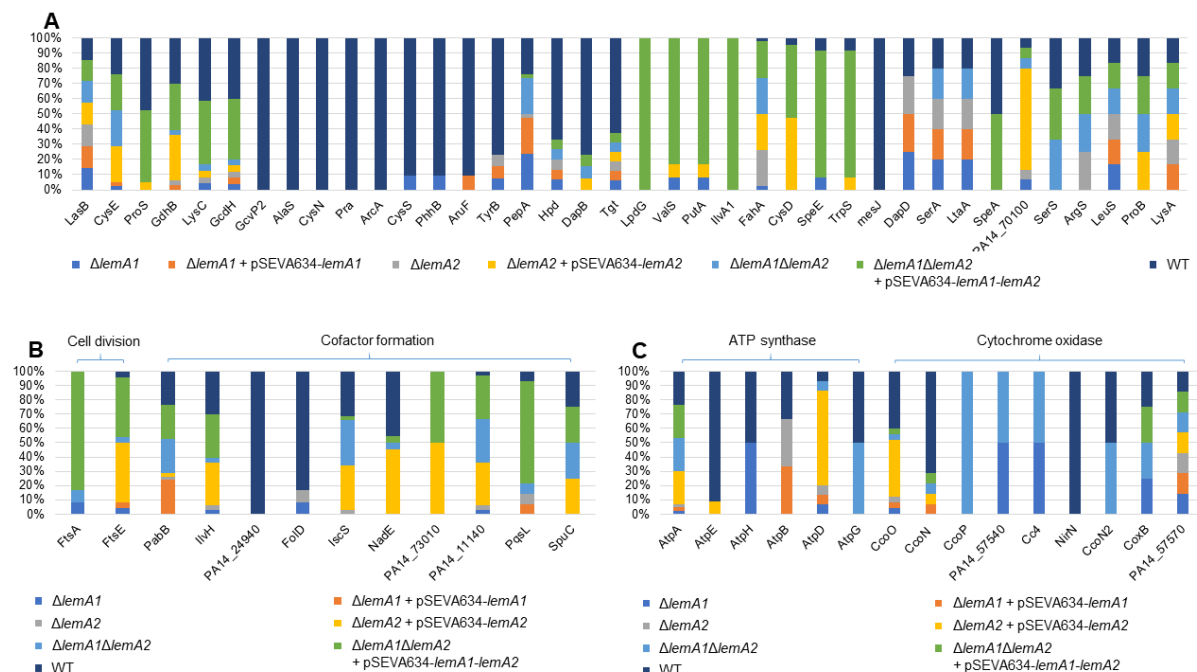 A
100%
90%
80%
70%
60%
50%
40%
30%
20%
10%
0%
LasB
CysE
ProS
GdhB
LysC
GcdH
GcvP2
AlaS
CysN
Pra
ArcA
CysS
PhhB
AruF
TyrB
PepA
Hpd
DapB
Tgt
LpdG
ValS
PutA
IlvA1
FahA
CysD
SpeE
TrpS
mesJ
DapD
SerA
LtaA
SpeA
PA14_70100
SerS
ArgS
LeuS
ProB
LysA
ΔlemA1
ΔlemA1 + pSEVA634-lemA1
ΔlemA2
ΔlemA2 + pSEVA634-lemA2
ΔlemA1ΔlemA2
ΔlemA1ΔlemA2
+ pSEVA634-lemA1-lemA2
WT
B
Cell division
Cofactor formation
100%
90%
80%
70%
60%
50%
40%
30%
20%
10%
0%
FtsA
FtsE
PabB
IlvH
PA14_24940
FolD
IscS
NadE
PA14_73010
PA14_11140
PqsL
SpuC
ΔlemA1
ΔlemA2
ΔlemA1ΔlemA2
WT
ΔlemA1 + pSEVA634-lemA1
ΔlemA2 + pSEVA634-lemA2
ΔlemA1ΔlemA2
+ pSEVA634-lemA1-lemA2
C
ATP synthase
Cytochrome oxidase
100%
90%
80%
70%
60%
50%
40%
30%
20%
10%
0%
AtpA
AtpE
AtpH
AtpB
AtpD
AtpG
CcoO
CcoN
CcoP
PA14_57540
Cc4
NirN
CcoN2
CoxB
PA14_57570
ΔlemA1
ΔlemA2
ΔlemA1ΔlemA2
WT
ΔlemA1 + pSEVA634-lemA1
ΔlemA2 + pSEVA634-lemA2
ΔlemA1ΔlemA2
+ pSEVA634-lemA1-lemA2